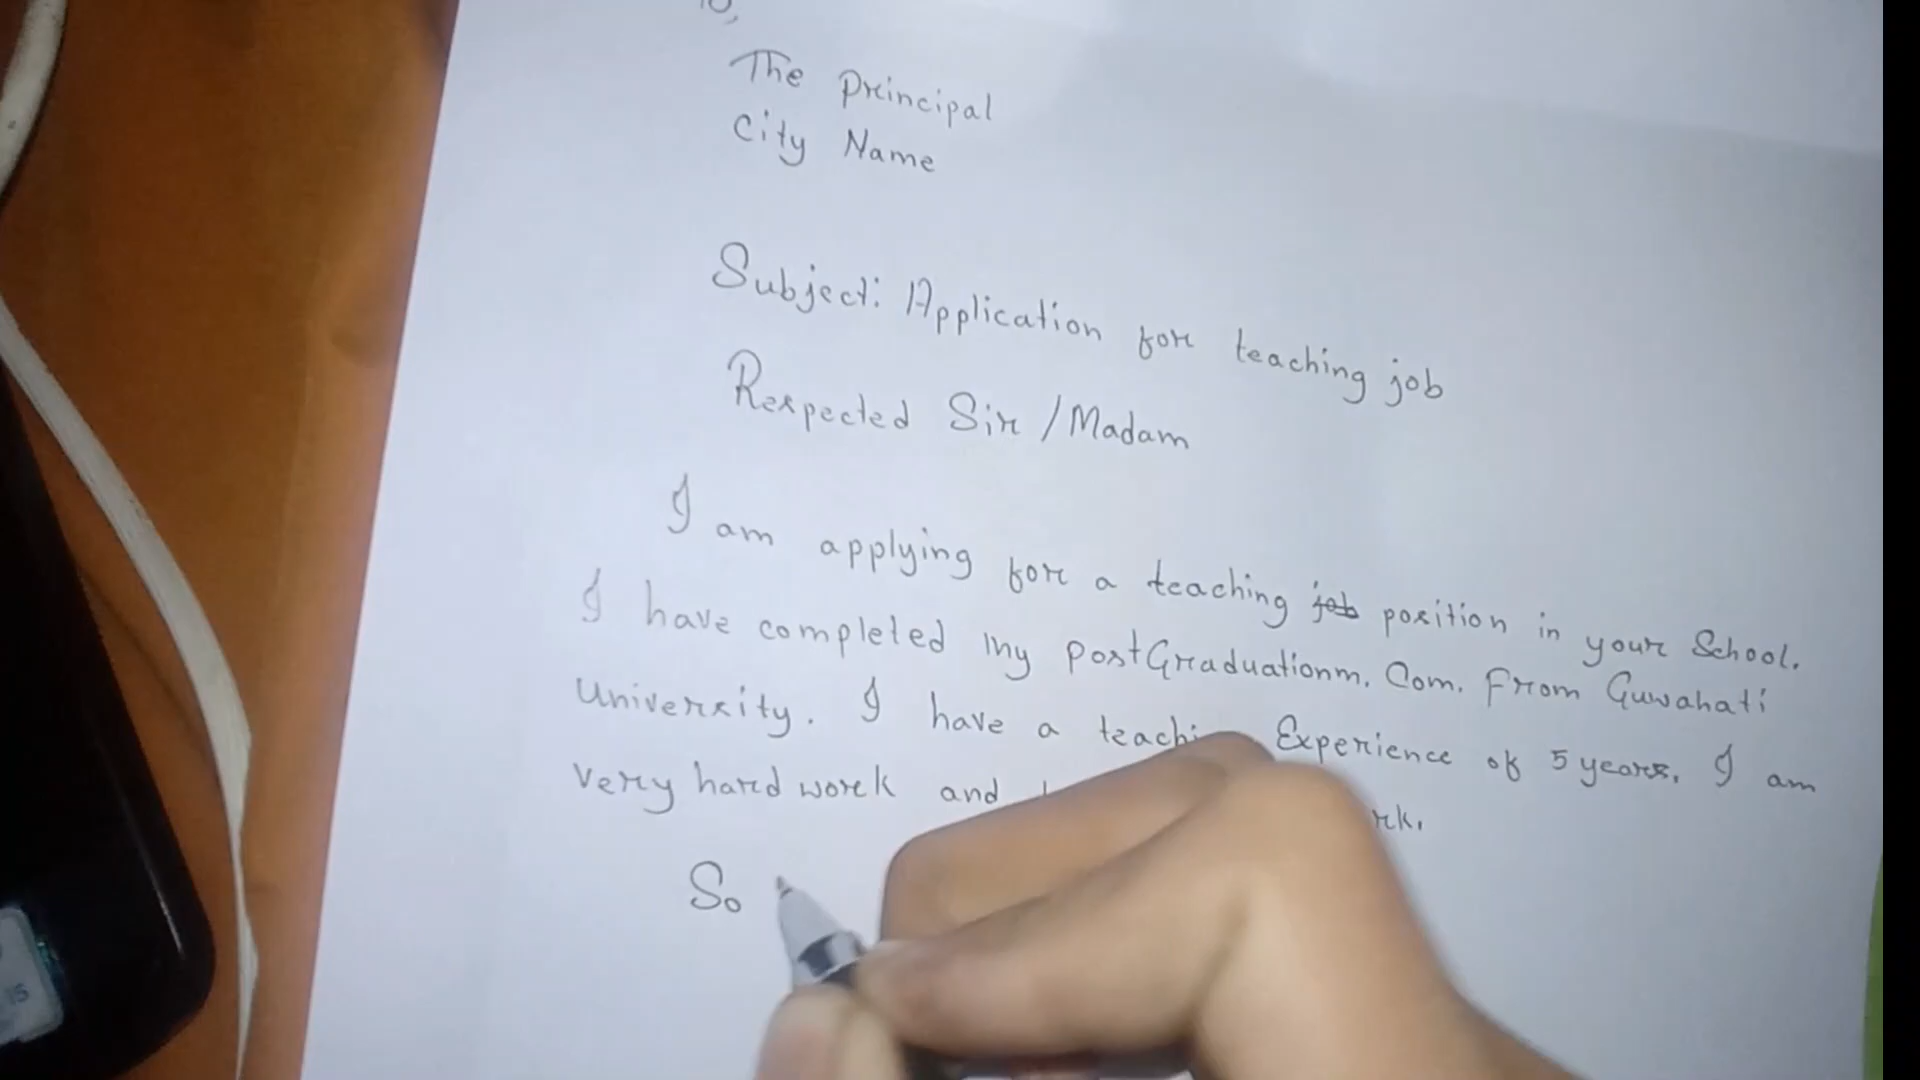 The Principal
City Name
Subject: Application for teaching job
Respected Sir /Madam
I am applying for a teaching job position in your School.
I have completed my postGraduationm. Com. From Guwahati
University. I have a teachi Experience of 5 years. I am
very hard work and rk.
So